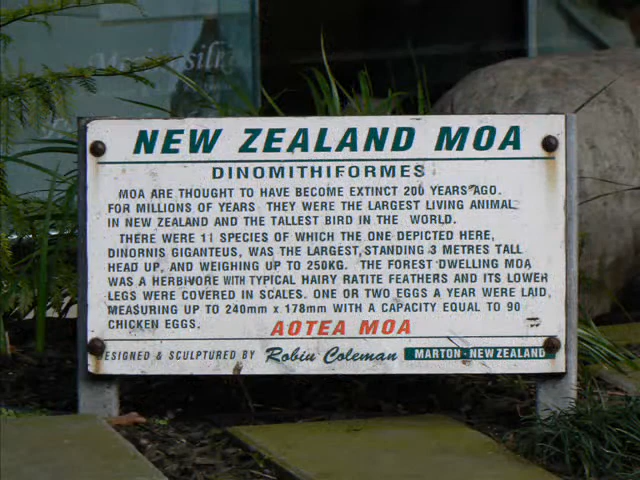 NEW ZEALAND MOA
DINOMITHIFORMES
MOA ARE THOUGHT TO HAVE BECOME EXTINCT 200 YEARS AGO.
FOR MILLIONS OF YEARS THEY WERE THE LARGEST LIVING ANIMAL
IN NEW ZEALAND AND THE TALLEST BIRD IN THE WORLD.
THERE WERE 11 SPECIES OF WHICH THE ONE DEPICTED HERE,
DINORNIS GIGANTEUS, WAS THE LARGEST, STANDING 3 METRES TALL
HEAD UP, AND WEIGHING UP TO 250KG. THE FOREST DWELLING MOA
WAS A HERBIVORE WITH TYPICAL HAIRY RATITE FEATHERS AND ITS LOWER
LEGS WERE COVERED IN SCALES. ONE OR TWO EGGS A YEAR WERE LAID,
MEASURING UP TO 240mm x 178mm WITH A CAPACITY EQUAL TO 90
CHICKEN EGGS.
AOTEA MOA
ESIGNED & SCULPTURED BY Robin Coleman MARTON - NEW ZEALAND